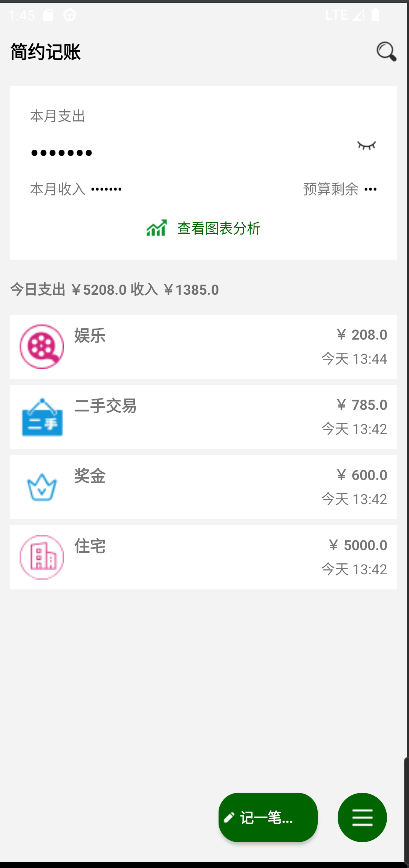 1:45 LTE
简约记账
本月支出
•••••••
本月收入 ••••••• 预算剩余 •••
查看图表分析
今日支出 ￥5208.0 收入 ￥1385.0
娱乐 ￥ 208.0
今天 13:44
二手交易 ￥ 785.0
二手
今天 13:42
奖金 ￥ 600.0
今天 13:42
住宅 ￥ 5000.0
今天 13:42
记一笔...